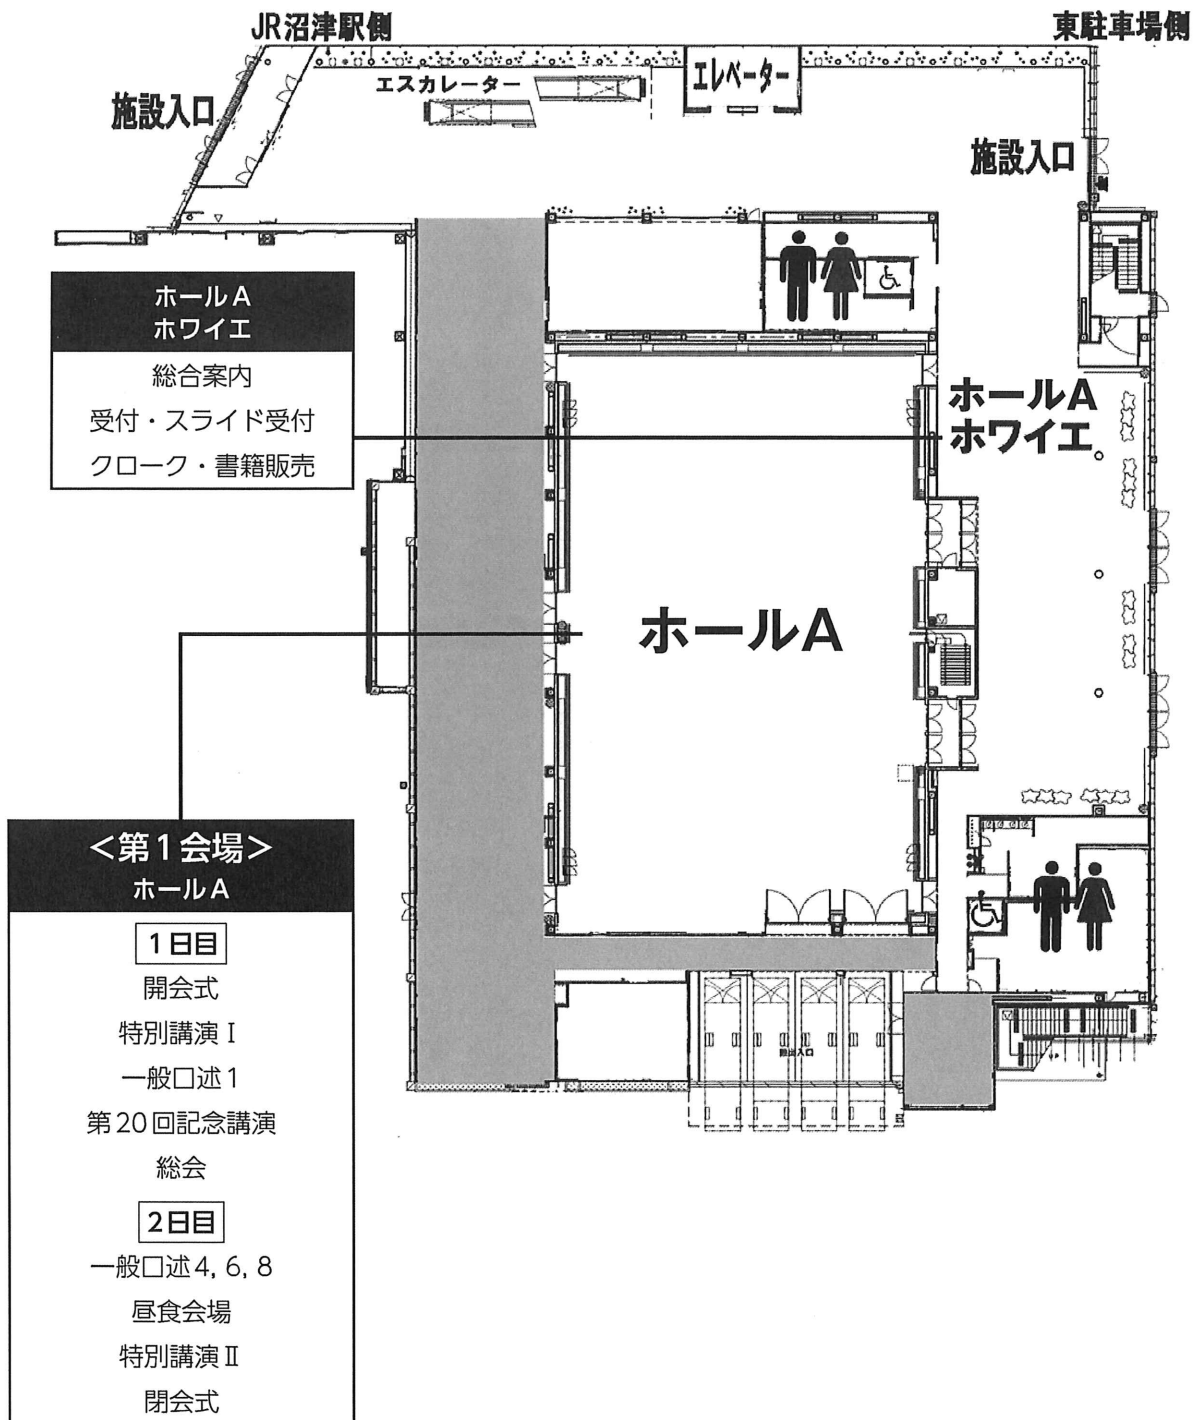 JR沼津駅側
東駐車場側
エスカレーター
エレベーター
施設入口
施設入口
ホールA
ホワイエ
総合案内
受付・スライド受付
クローク・書籍販売
ホールA
ホワイエ
ホールA
<第1会場>
ホールA
1日目
開会式
特別講演Ⅰ
一般口述1
第20回記念講演
総会
2日目
一般口述4, 6, 8
昼食会場
特別講演Ⅱ
閉会式
搬出入口